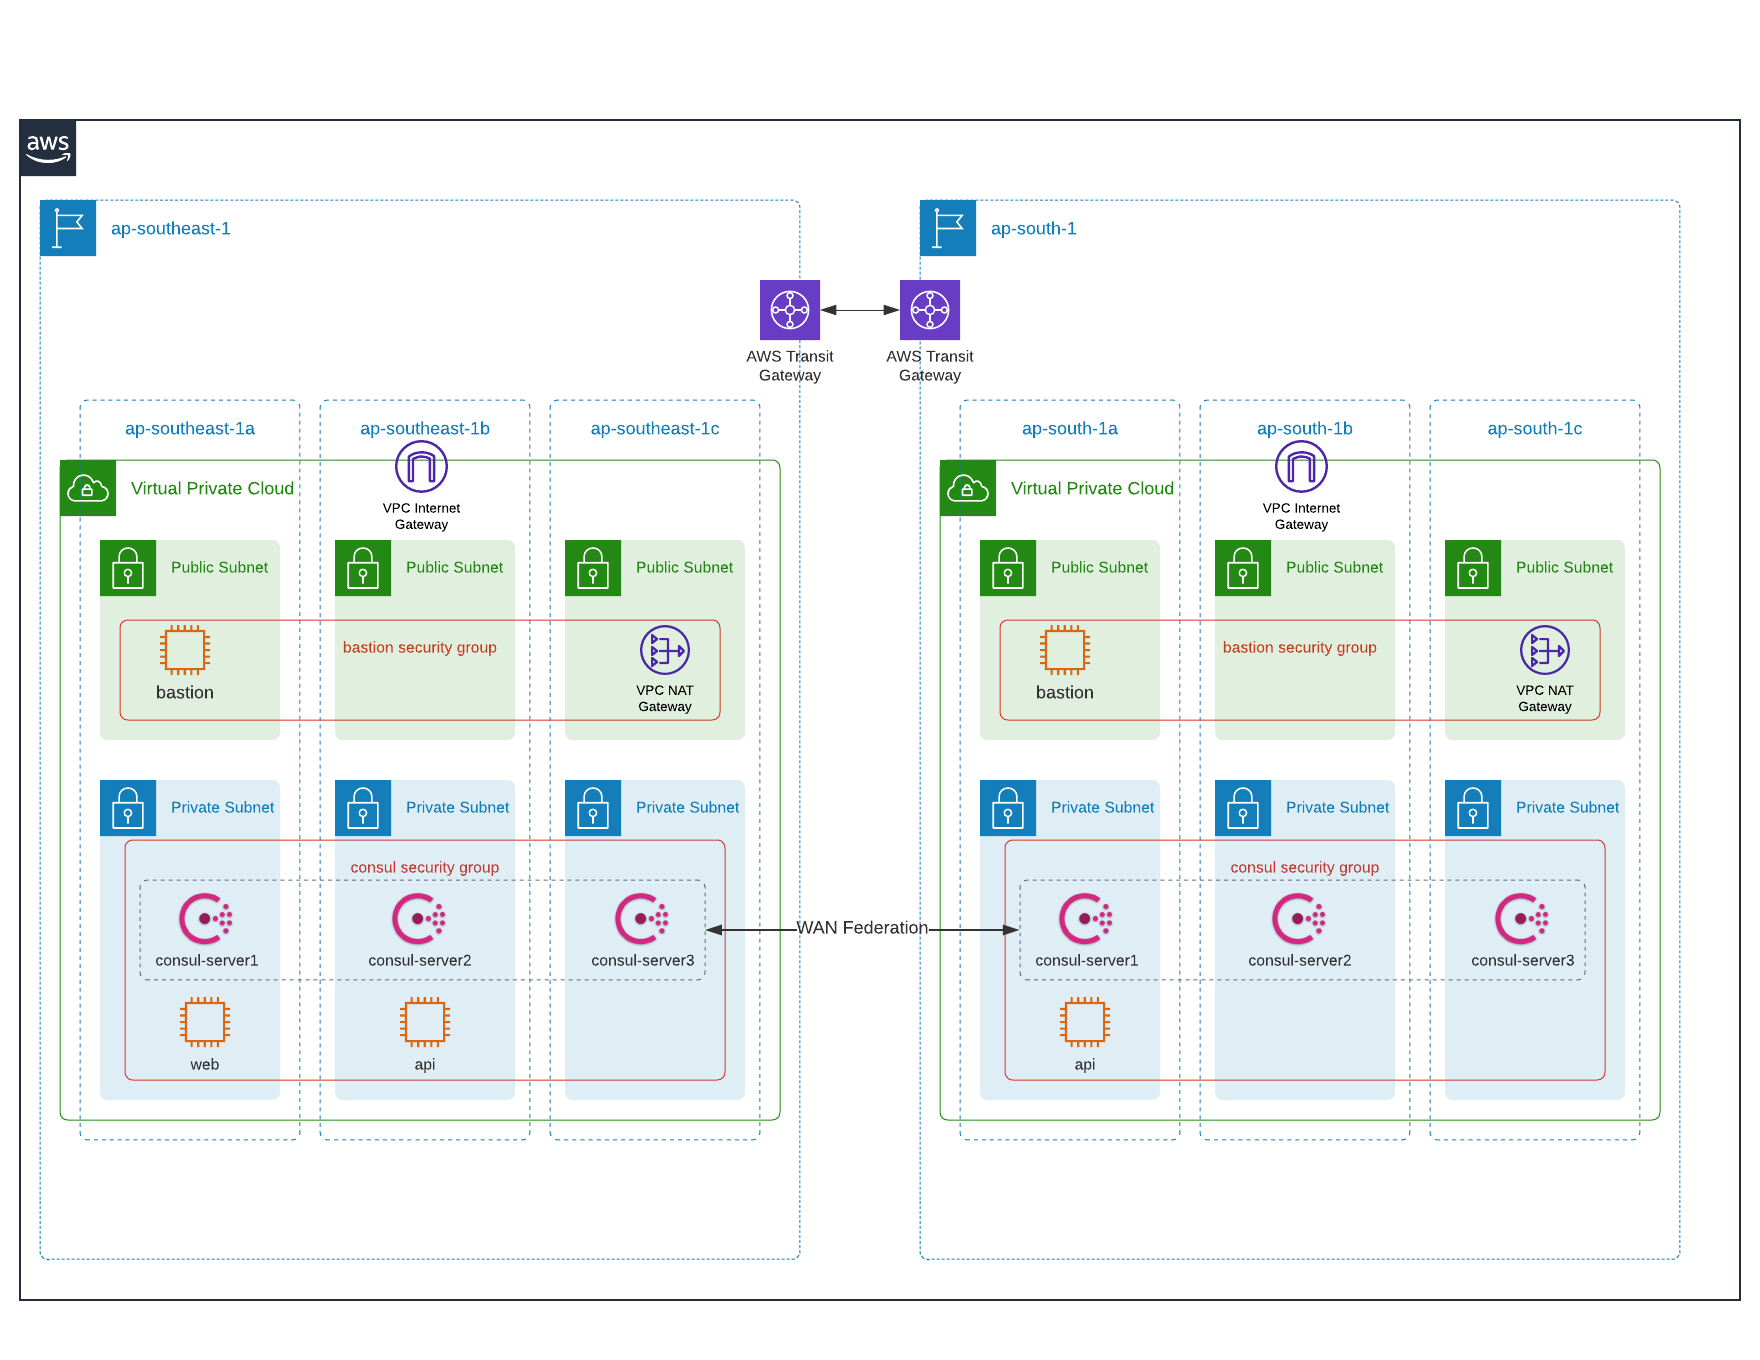 aws
ap-southeast-1
ap-south-1
AWS Transit
Gateway
AWS Transit
Gateway
ap-southeast-1a
ap-southeast-1b
ap-southeast-1c
ap-south-1a
ap-south-1b
ap-south-1c
Virtual Private Cloud
VPC Internet
Gateway
Virtual Private Cloud
VPC Internet
Gateway
Public Subnet
Public Subnet
Public Subnet
Public Subnet
Public Subnet
Public Subnet
bastion security group
bastion
VPC NAT
Gateway
bastion security group
bastion
VPC NAT
Gateway
Private Subnet
Private Subnet
Private Subnet
Private Subnet
Private Subnet
Private Subnet
consul security group
consul security group
WAN Federation
consul-server1
consul-server2
consul-server3
consul-server1
consul-server2
consul-server3
web
api
api